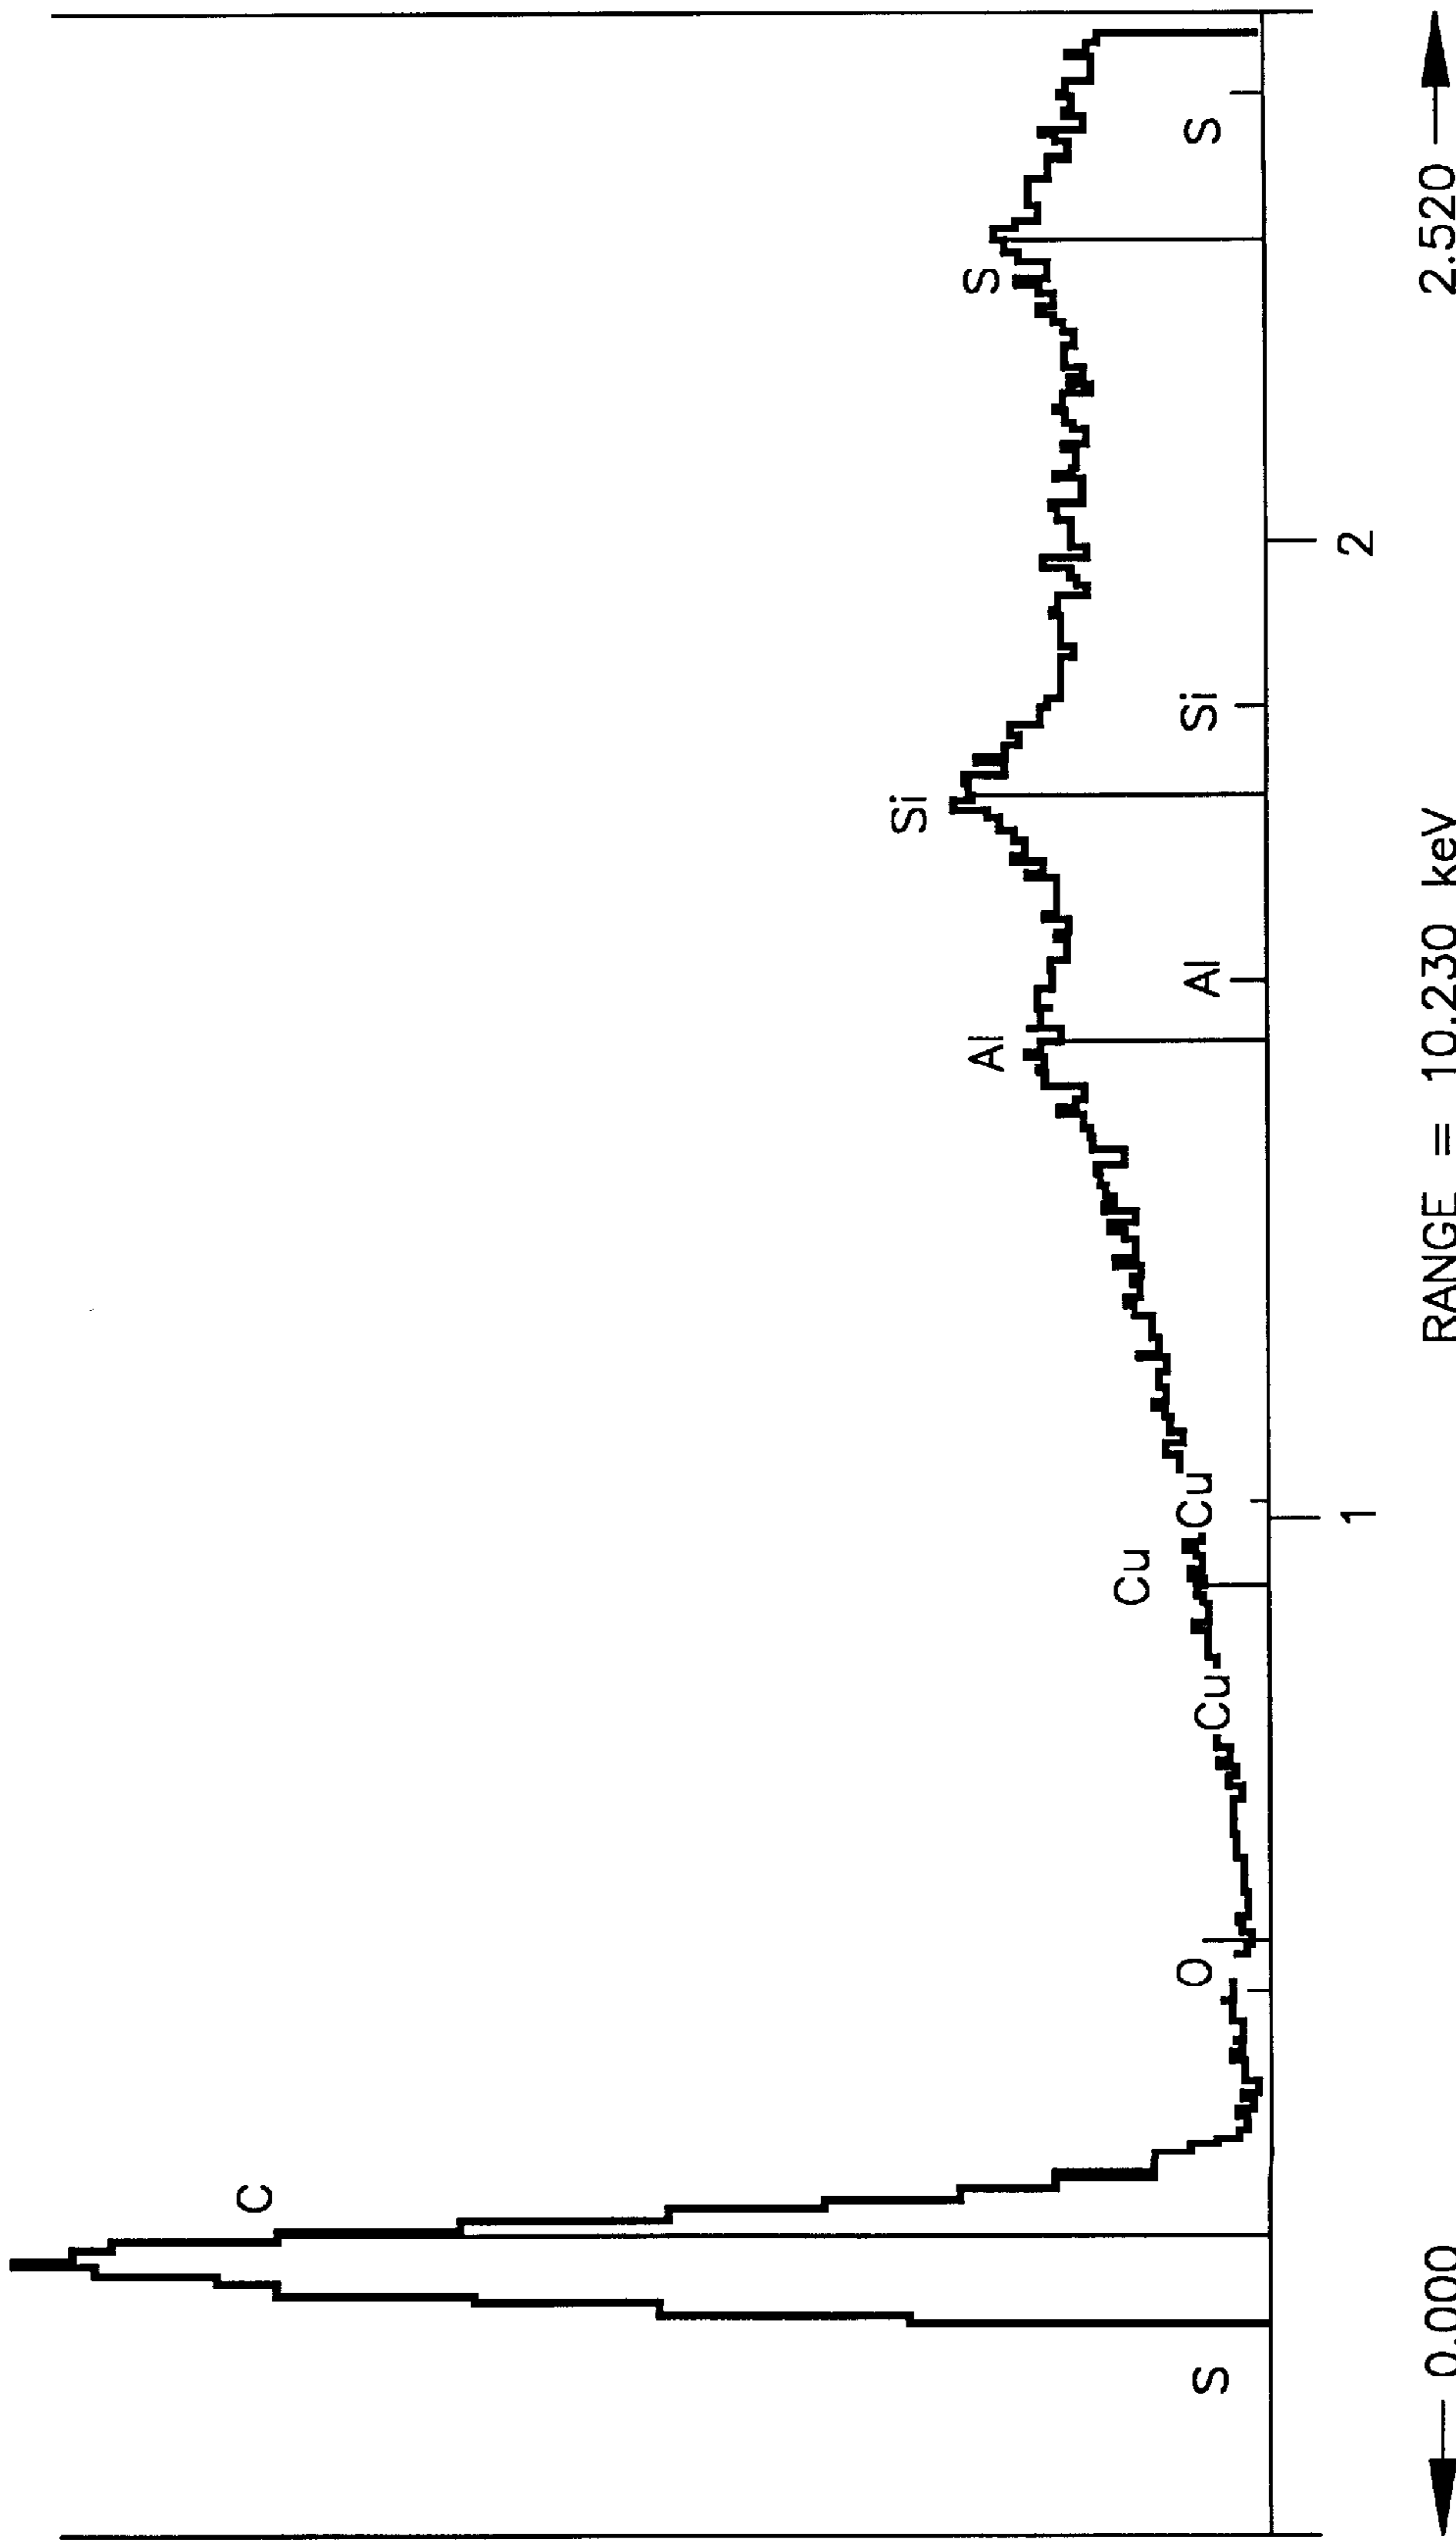 C
Si
S
Al
Cu
S
O
Cu
Cu
Al
Si
S
1
2
0.000
RANGE = 10.230 keV
2.520